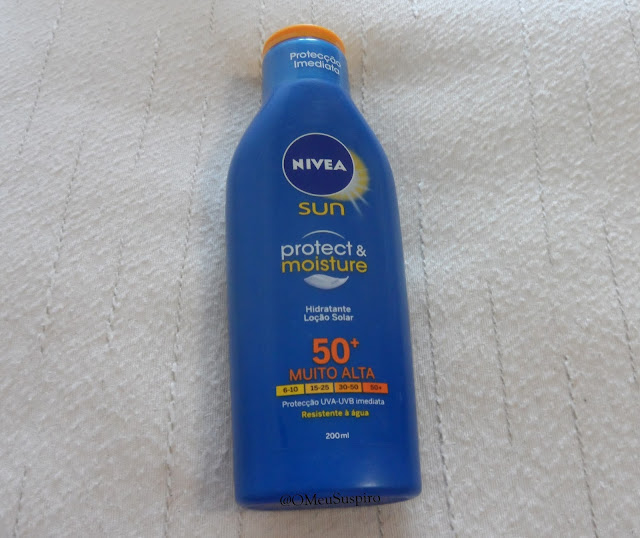 Protecção
Imediata
NIVEA
sun
protect &
moisture
Hidratante
Loção Solar
50+
MUITO ALTA
6-10 15-25 30-50 50+
Protecção UVA-UVB imediata
Resistente à água
200ml
@OMeuSuspiro